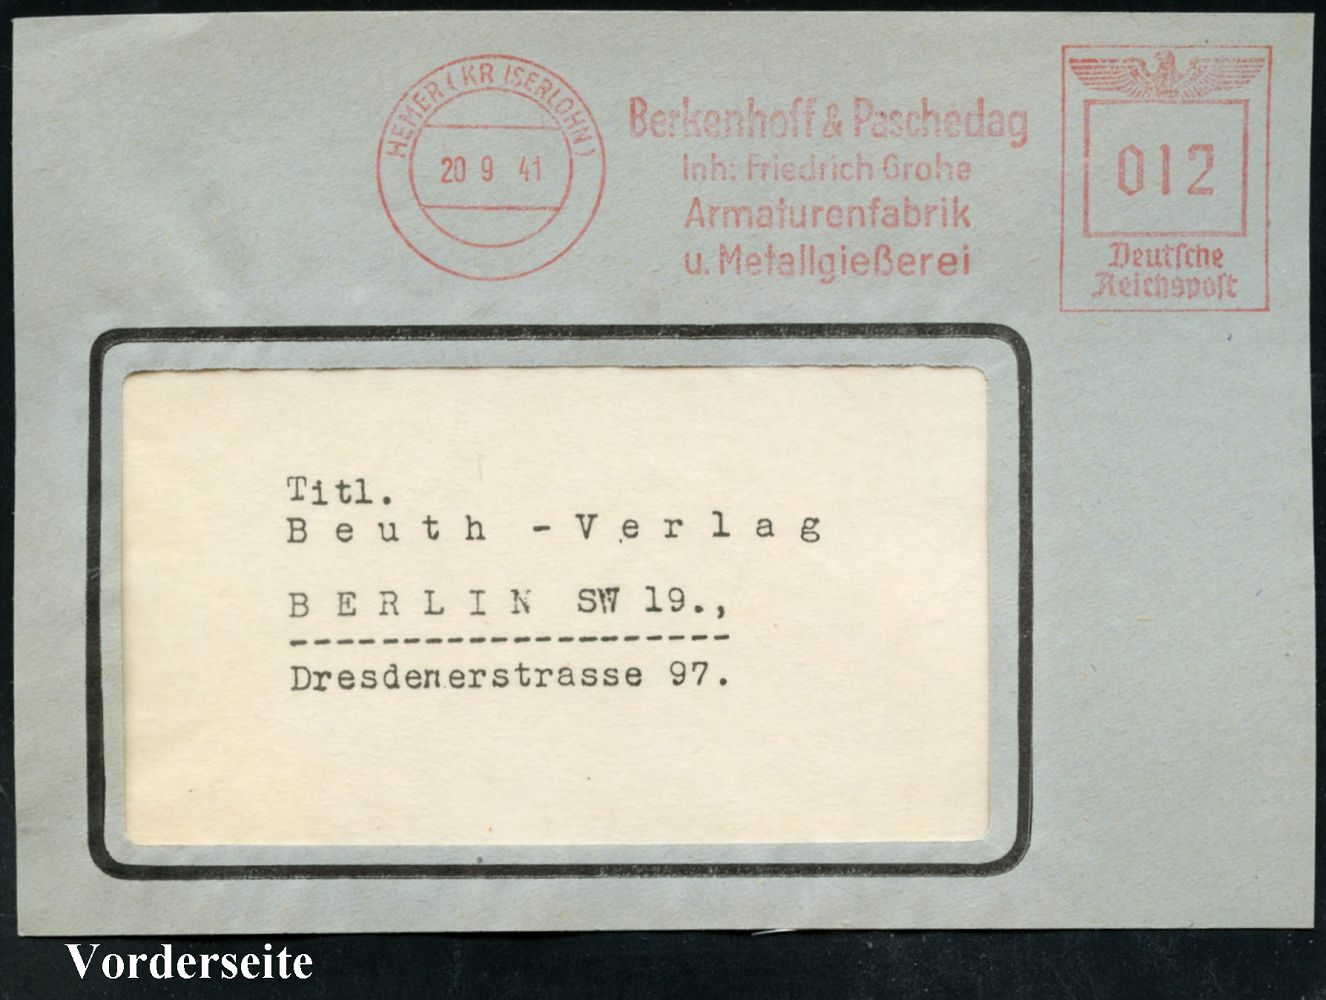 HEMER (KR ISERLOHN)
20 9 41
Berkenhoff & Paschedag
Inh: Friedrich Grohe
Armaturenfabrik
u. Metallgießerei
012
Deutsche
Reichspost
Titl.
Beuth - Verlag
BERLIN SW 19.,
--------------------
Dresdenerstrasse 97.
Vorderseite